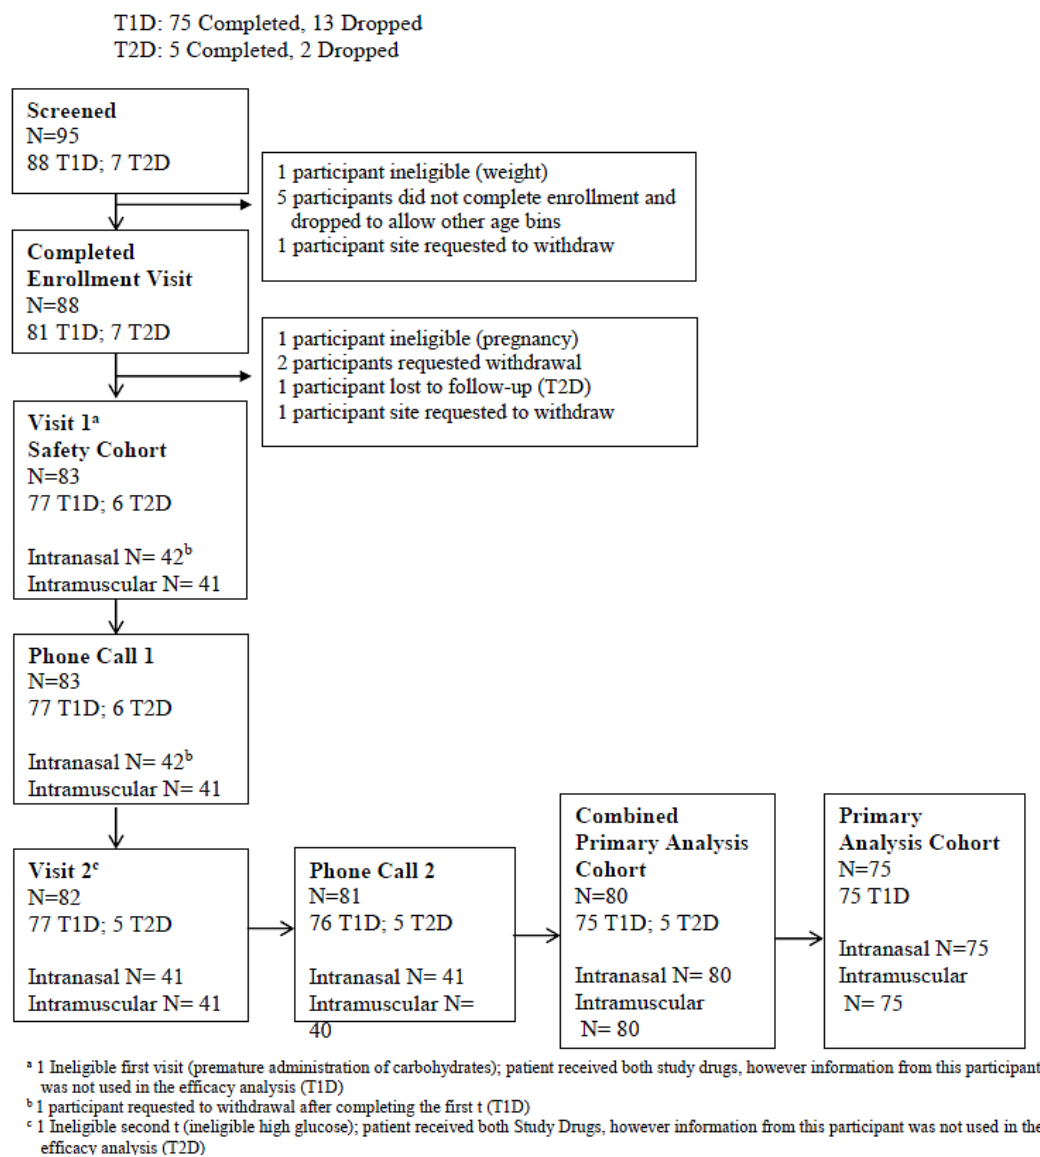 T1D: 75 Completed, 13 Dropped
T2D: 5 Completed, 2 Dropped
Screened
N=95
88 T1D; 7 T2D
1 participant ineligible (weight)
5 participants did not complete enrollment and
dropped to allow other age bins
1 participant site requested to withdraw
Completed
Enrollment Visit
N=88
81 T1D; 7 T2D
1 participant ineligible (pregnancy)
2 participants requested withdrawal
1 participant lost to follow-up (T2D)
1 participant site requested to withdraw
Visit 1ᵃ
Safety Cohort
N=83
77 T1D; 6 T2D
Intranasal N= 42ᵇ
Intramuscular N= 41
Phone Call 1
N=83
77 T1D; 6 T2D
Intranasal N= 42ᵇ
Intramuscular N= 41
Visit 2ᶜ
N=82
77 T1D; 5 T2D
Intranasal N= 41
Intramuscular N= 41
Phone Call 2
N=81
76 T1D; 5 T2D
Intranasal N= 41
Intramuscular N=
40
Combined
Primary Analysis
Cohort
N=80
75 T1D; 5 T2D
Intranasal N= 80
Intramuscular
N= 80
Primary
Analysis Cohort
N=75
75 T1D
Intranasal N=75
Intramuscular
N= 75
ᵃ 1 Ineligible first visit (premature administration of carbohydrates); patient received both study drugs, however information from this participant
was not used in the efficacy analysis (T1D)
ᵇ 1 participant requested to withdrawal after completing the first t (T1D)
ᶜ 1 Ineligible second t (ineligible high glucose); patient received both Study Drugs, however information from this participant was not used in the
efficacy analysis (T2D)